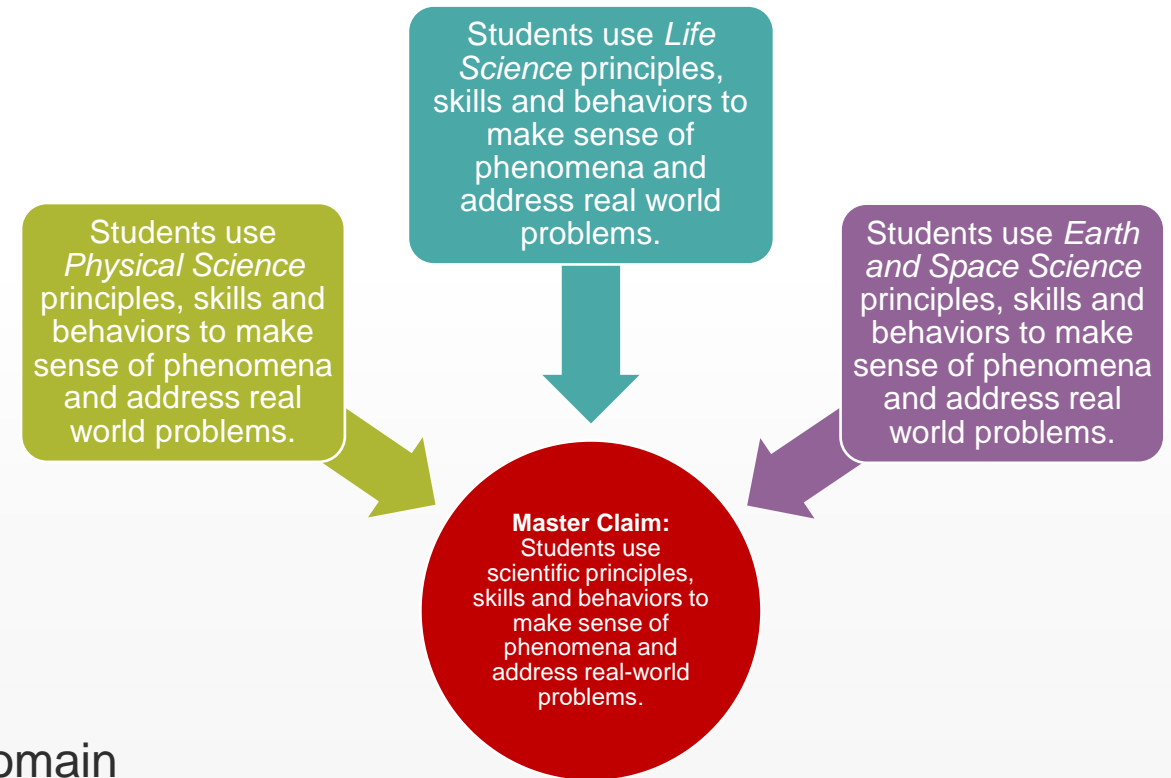 Students use Life
Science principles,
skills and behaviors to
make sense of
phenomena and
address real world
problems.
Students use
Physical Science
principles, skills and
behaviors to make
sense of phenomena
and address real
world problems.
Students use Earth
and Space Science
principles, skills and
behaviors to make
sense of phenomena
and address real
world problems.
Master Claim:
Students use
scientific principles,
skills and behaviors to
make sense of
phenomena and
address real-world
problems.
omain